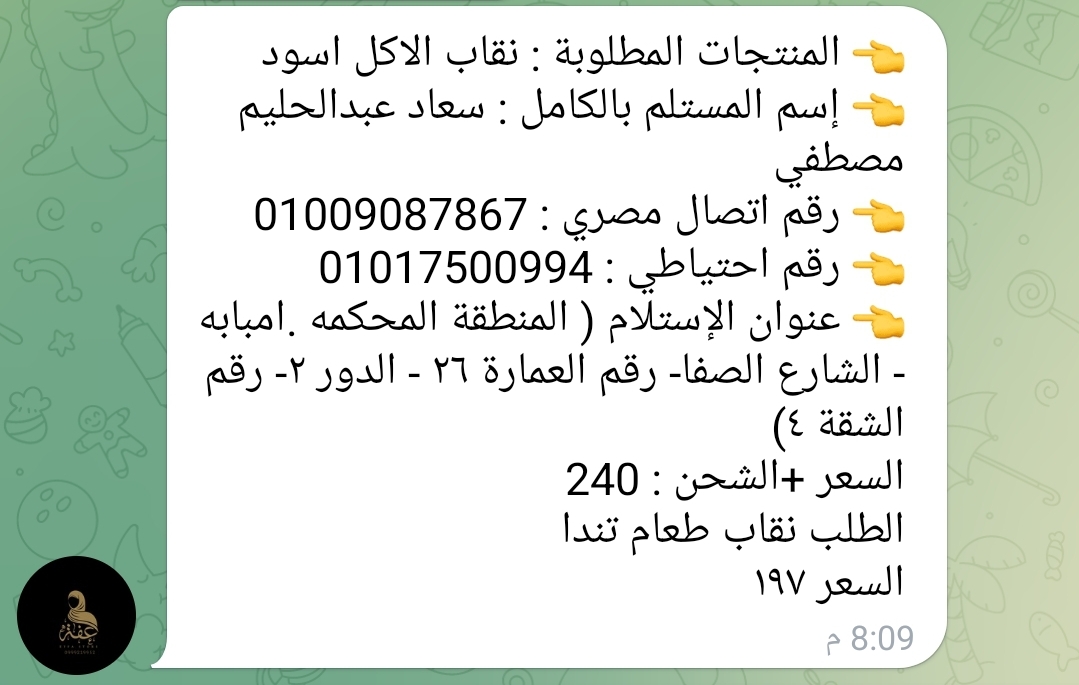 👈 المنتجات المطلوبة : نقاب الاكل اسود
👈 إسم المستلم بالكامل : سعاد عبدالحليم
مصطفي
👈 رقم اتصال مصري : 01009087867
👈 رقم احتياطي : 01017500994
👈 عنوان الإستلام ( المنطقة المحكمه .امبابه
- الشارع الصفا- رقم العمارة ٢٦ - الدور ٢- رقم
الشقة ٤)
السعر +الشحن : 240
الطلب نقاب طعام تندا
السعر ١٩٧
8:09 م
عفة